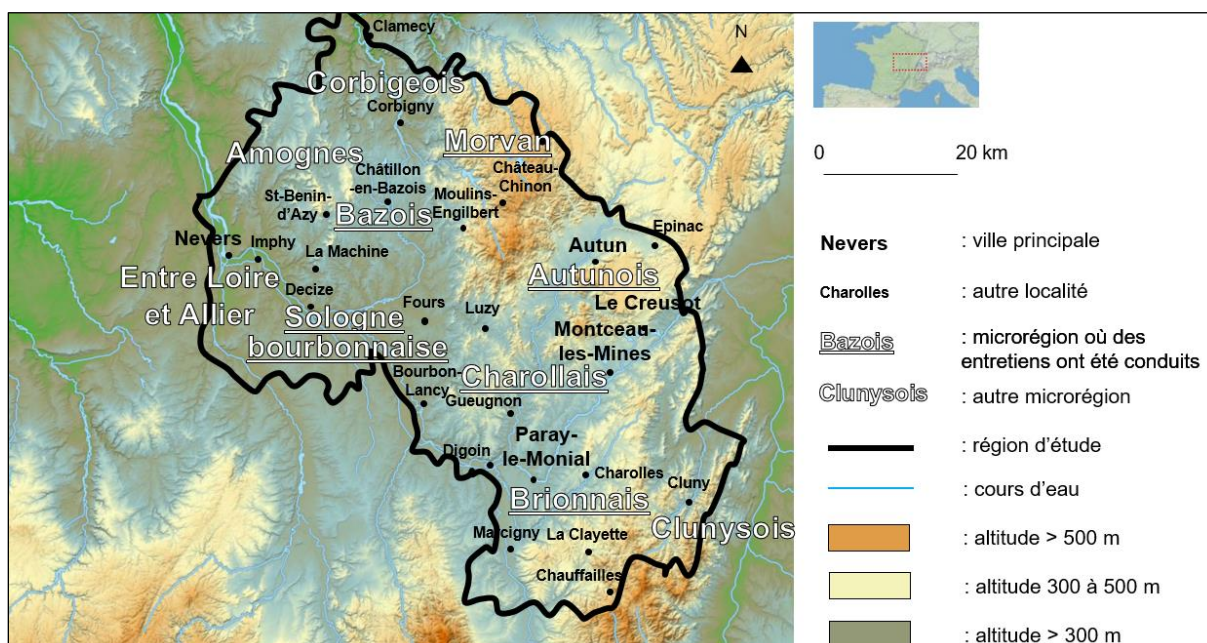 Clamecy
N
Corbigeois
Corbigny
Morvan
Amognes
Château-
Chinon
Châtillon
-en-Bazois
St-Benin-
d'Azy
Bazois
Moulins-
Engilbert
Nevers
Imphy
La Machine
Autun
Epinac
Entre Loire
et Allier
Decize
Autunois
Sologne
bourbonnaise
Fours
Luzy
Le Creusot
Montceau-
les-Mines
Bourbon-
Lancy
Charollais
Gueugnon
Paray-
le-Monial
Digoin
Charolles
Cluny
Brionnais
Clunysois
Marcigny
La Clayette
Chauffailles
0 20 km
Nevers : ville principale
Charolles : autre localité
Bazois : microrégion où des
entretiens ont été conduits
Clunysois : autre microrégion
: région d'étude
: cours d'eau
: altitude > 500 m
: altitude 300 à 500 m
: altitude > 300 m